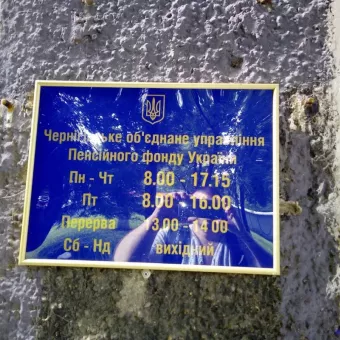 Чернігівське об'єднане управління
Пенсійного фонду України
Пн - Чт 8.00 - 17.15
Пт 8.00 - 16.00
Перерва 13.00 - 14.00
Сб - Нд вихідний